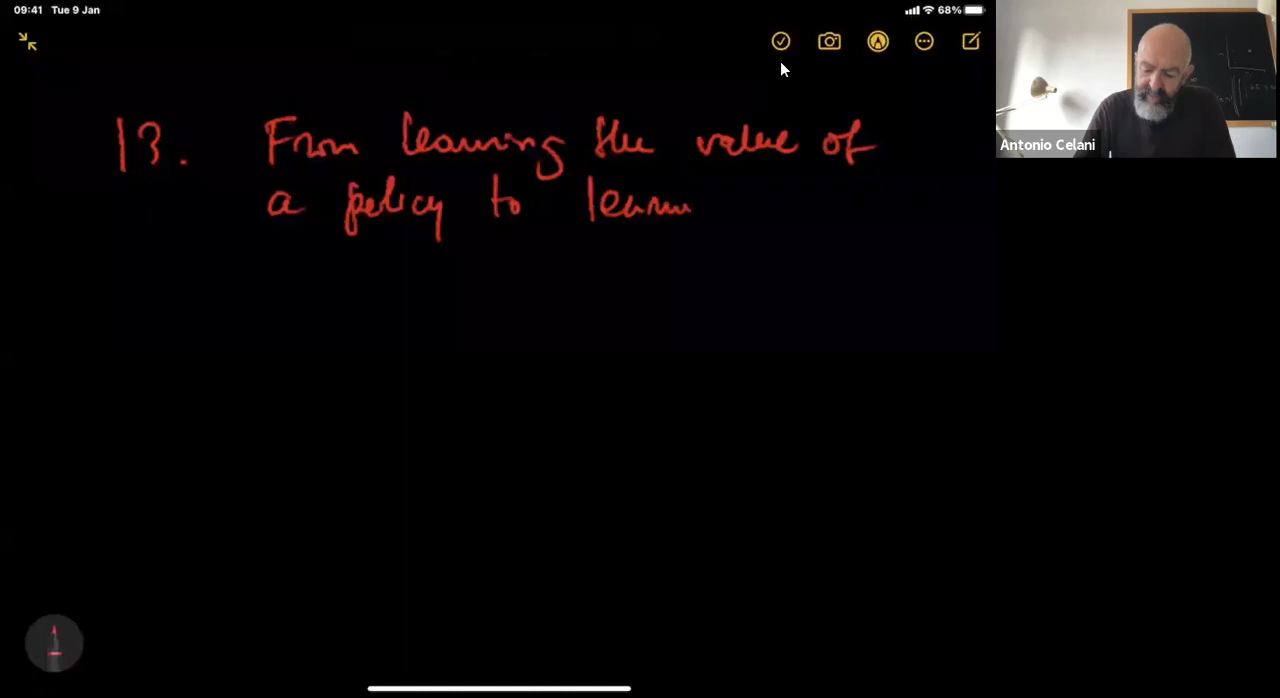 09:41 Tue 9 Jan
68%
Antonio Celani
13. From learning the value of
a policy to learn